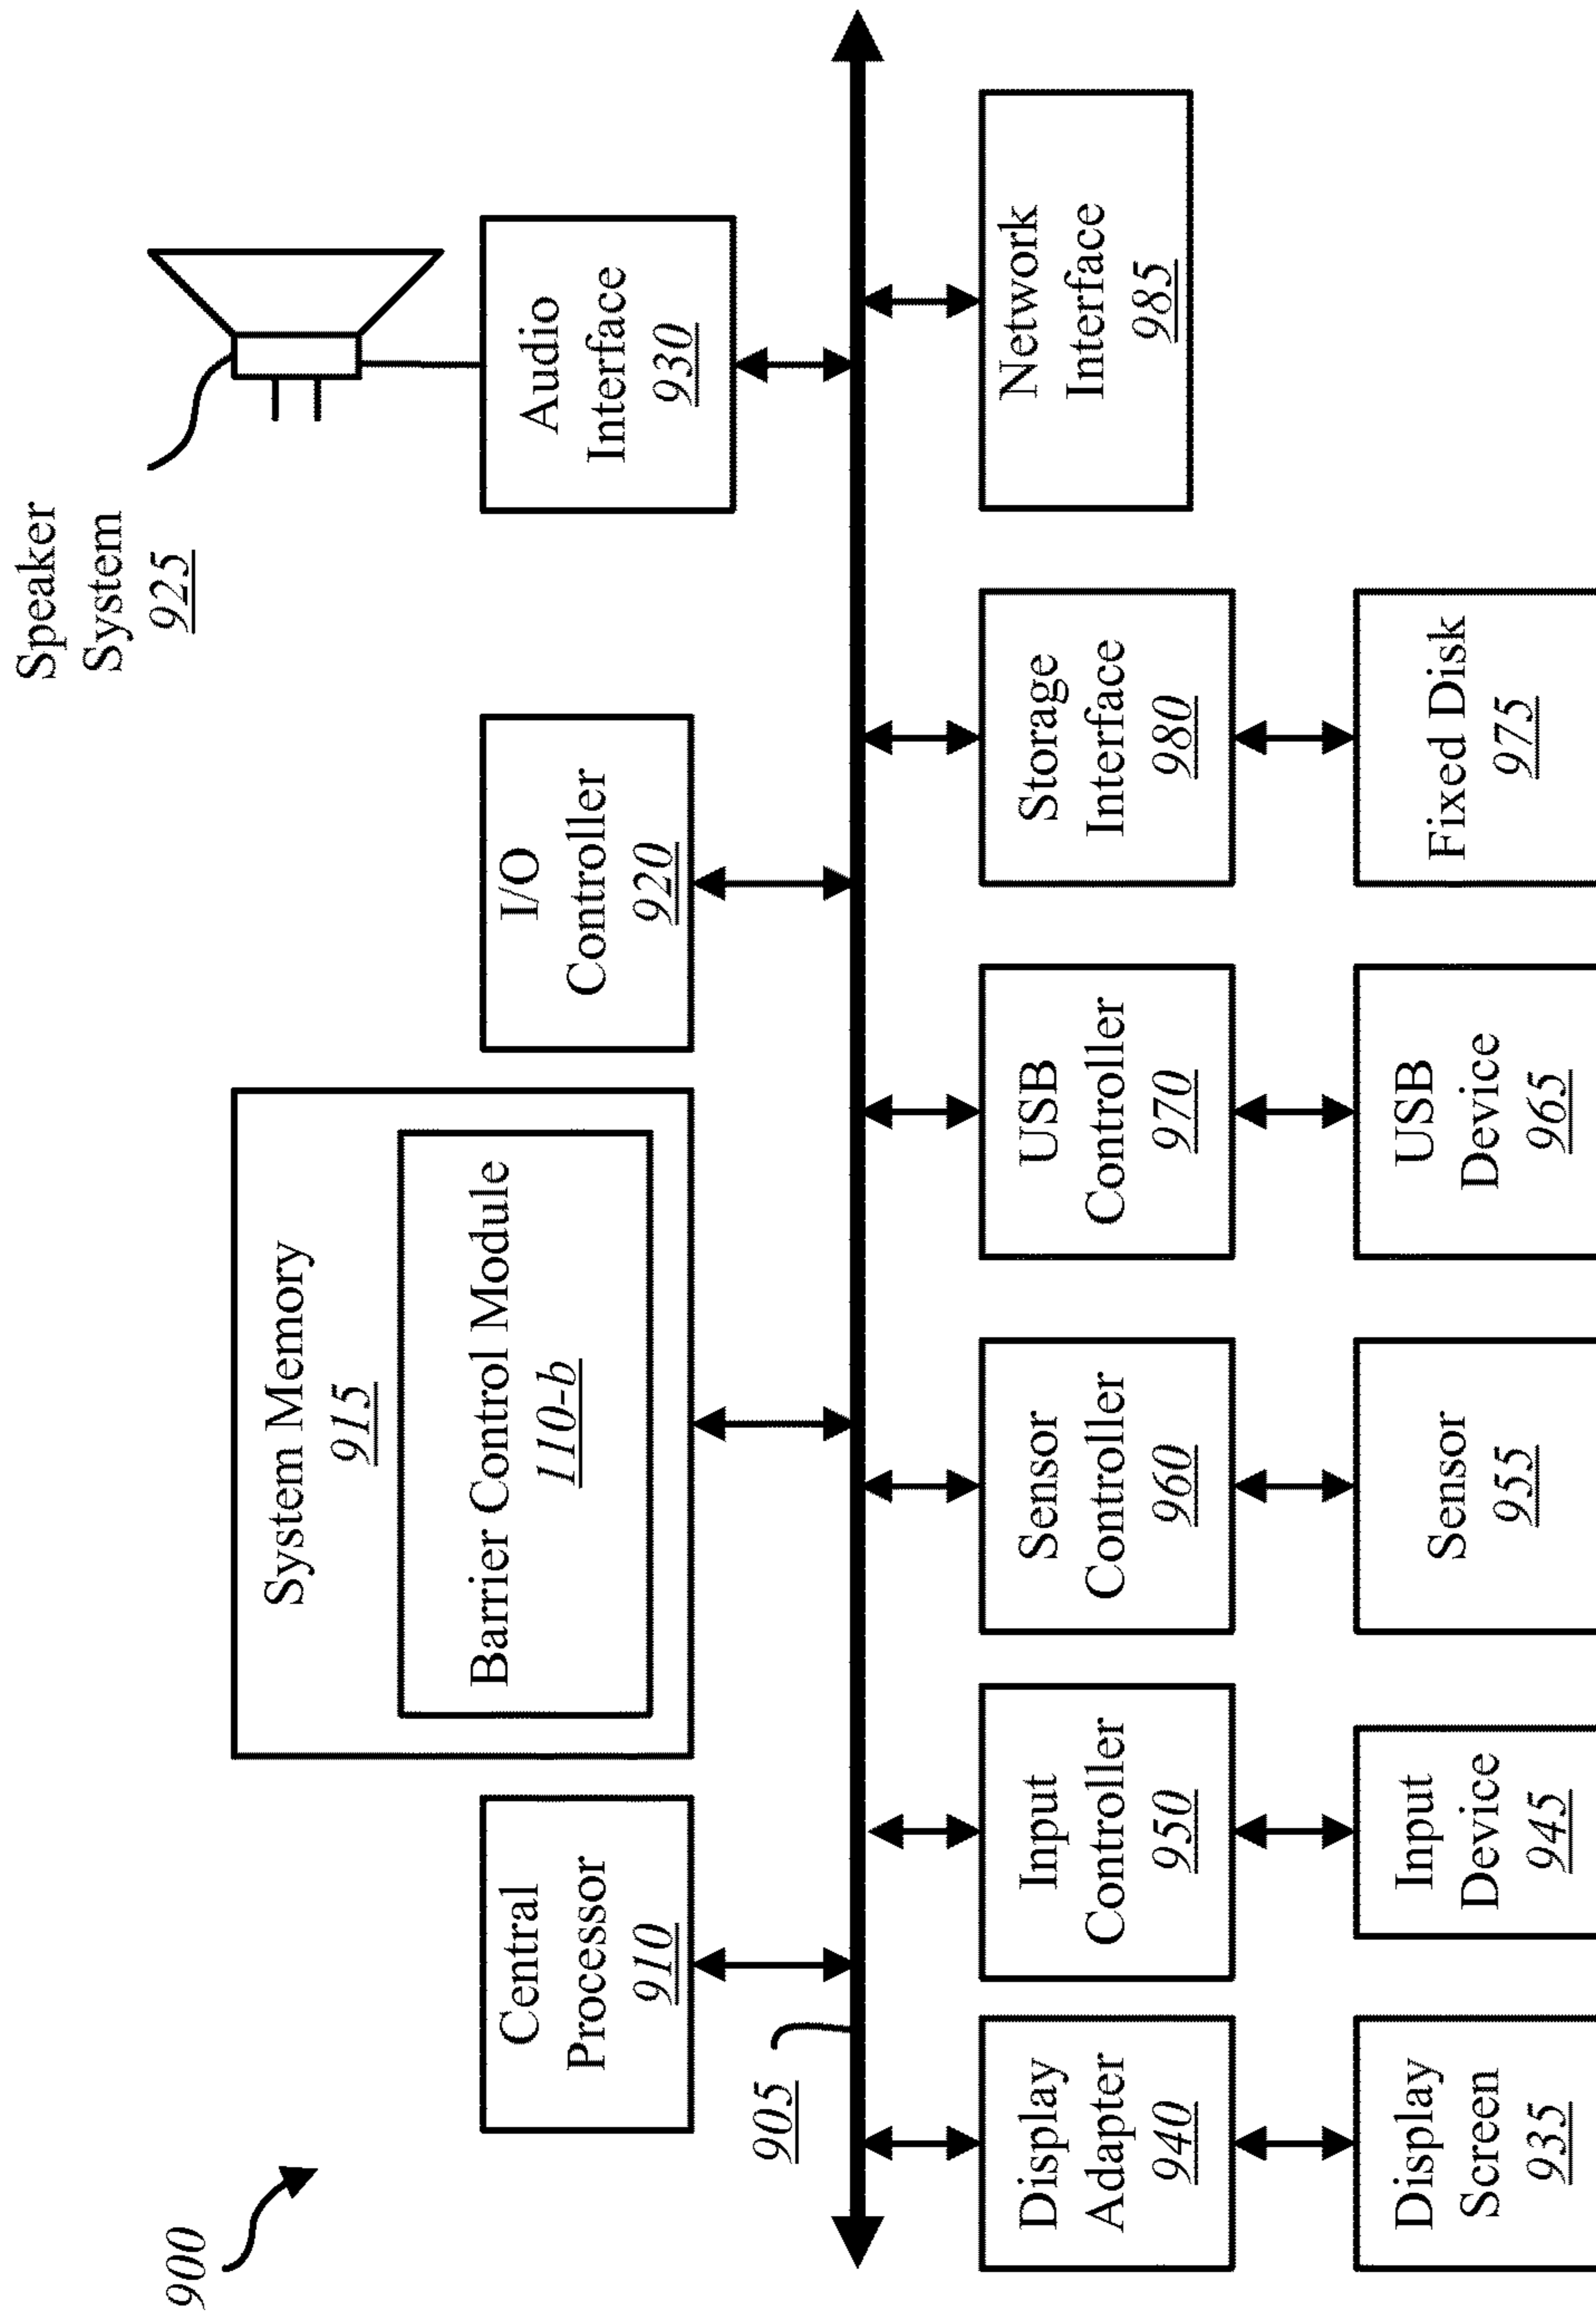 900
Speaker
System
925
System Memory
915
Barrier Control Module
110-b
Central
Processor
910
I/O
Controller
920
Audio
Interface
930
905
Display
Adapter
940
Input
Controller
950
Sensor
Controller
960
USB
Controller
970
Storage
Interface
980
Network
Interface
985
Display
Screen
935
Input
Device
945
Sensor
955
USB
Device
965
Fixed Disk
975